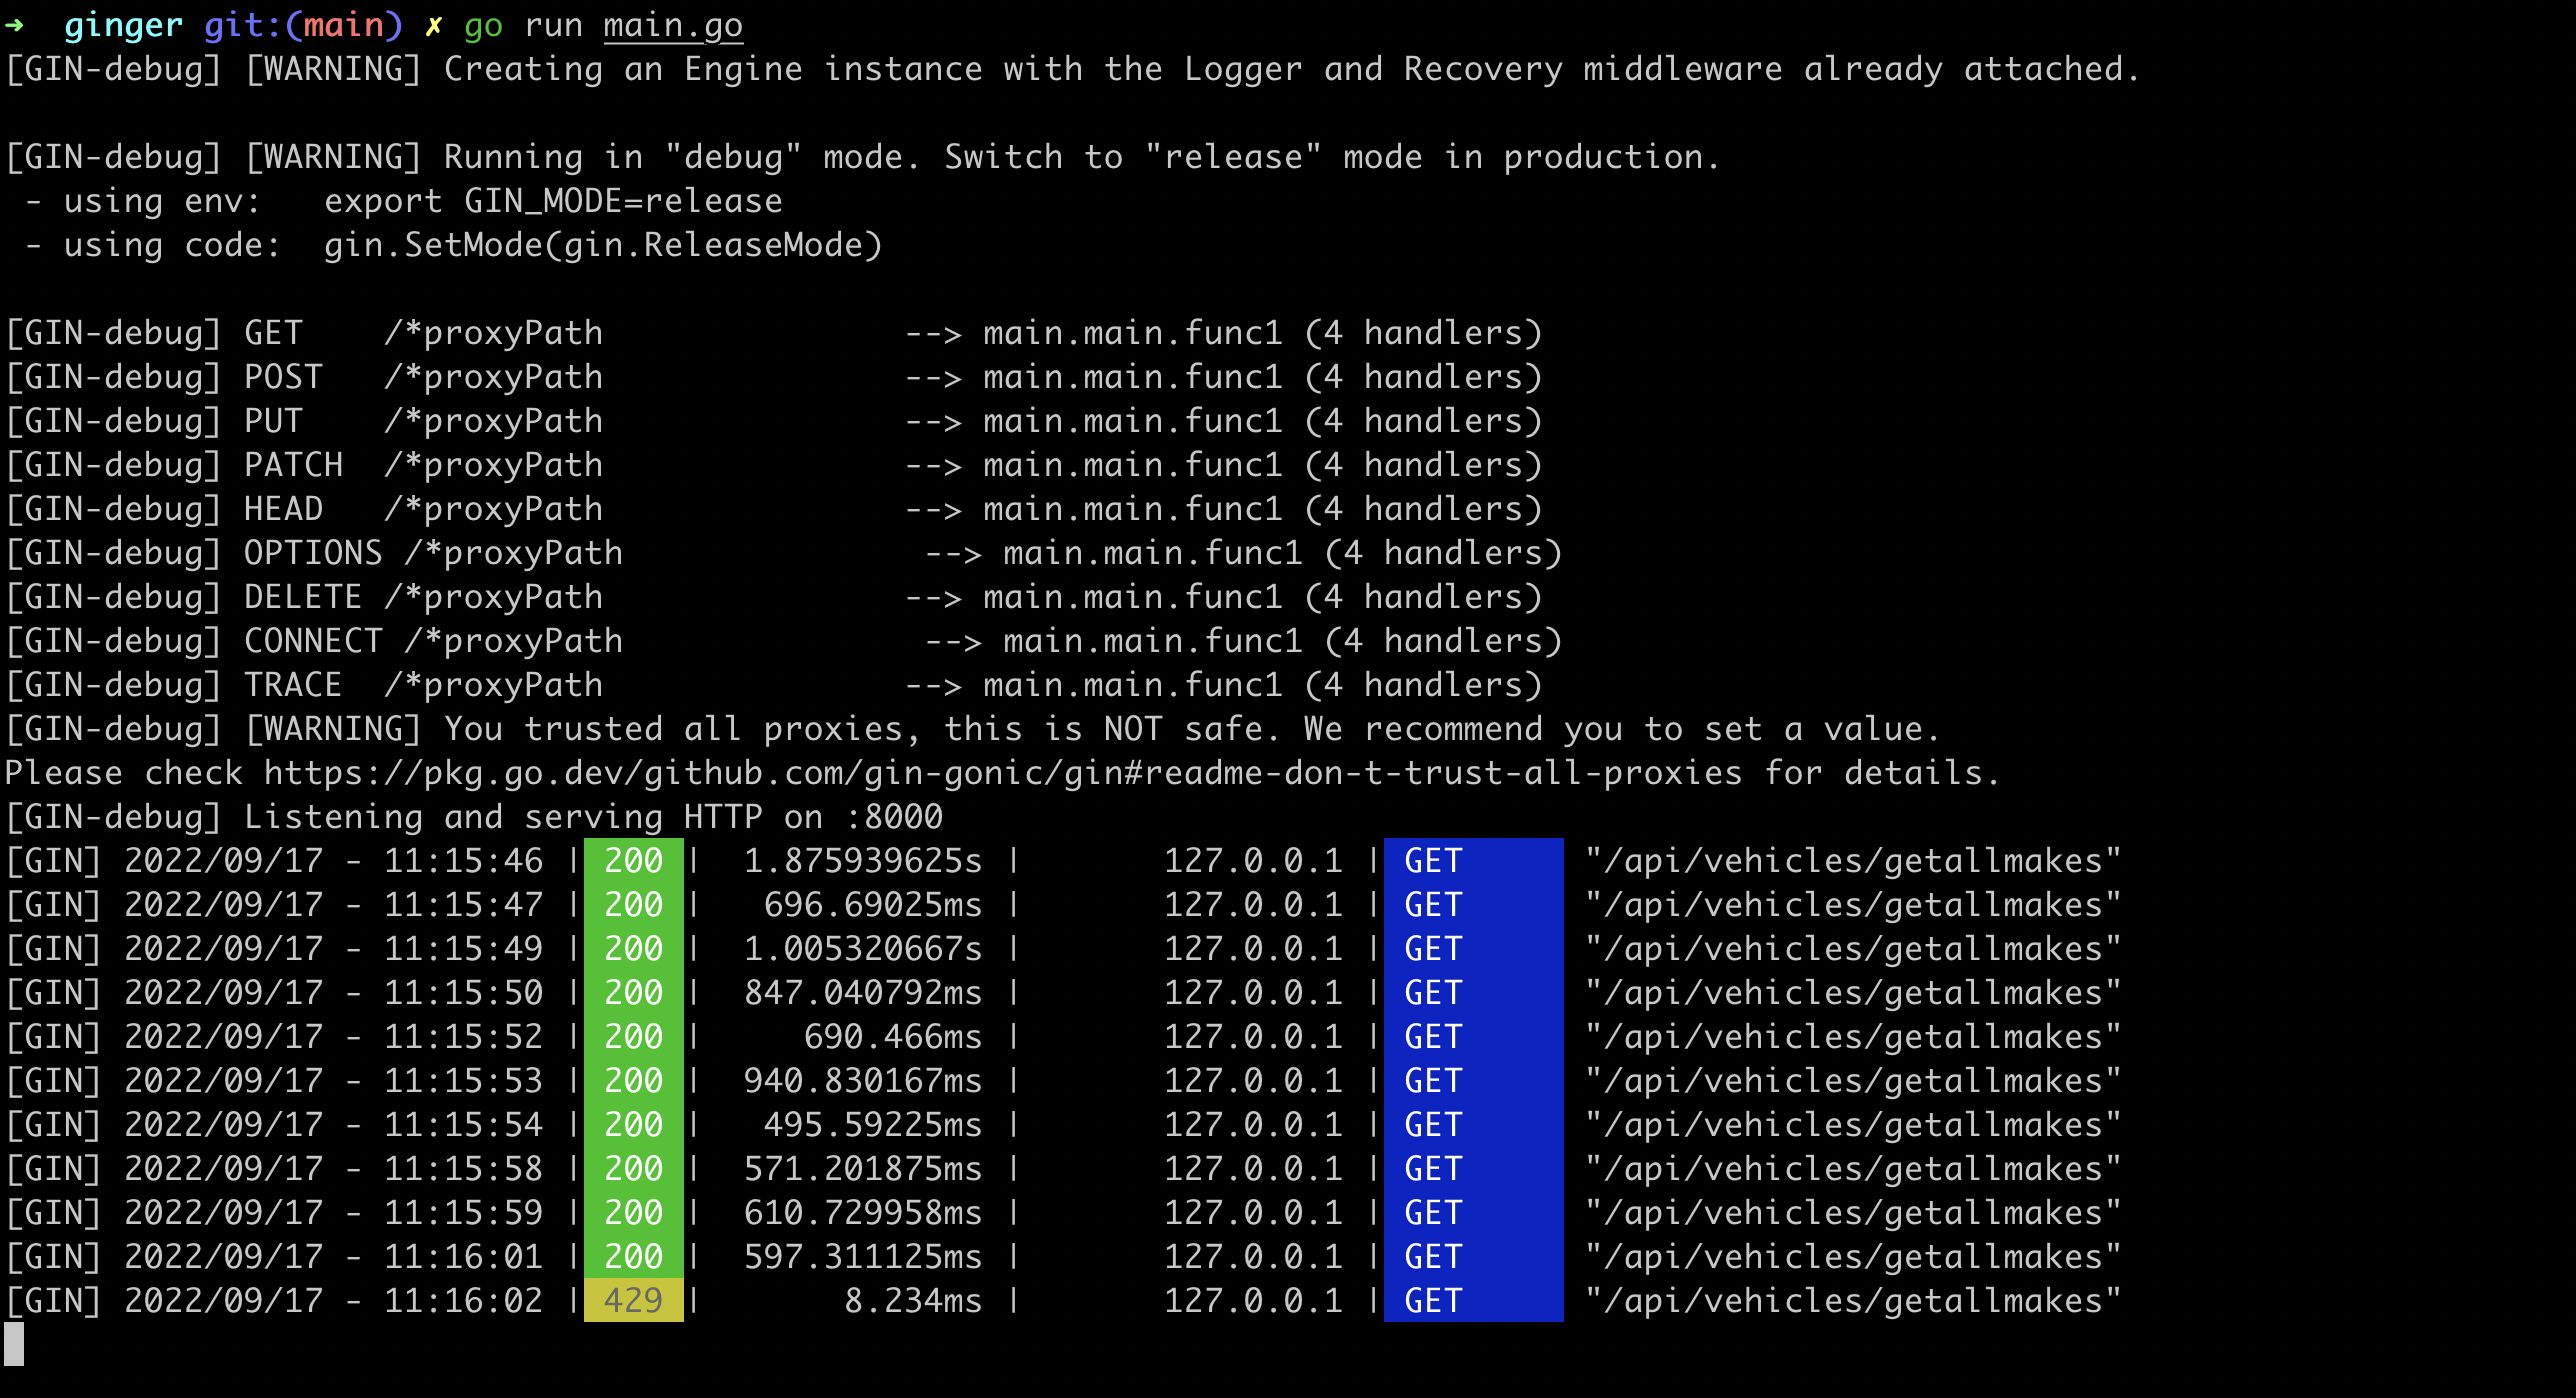 ➜  ginger git:(main) ✗ go run main.go
[GIN-debug] [WARNING] Creating an Engine instance with the Logger and Recovery middleware already attached.

[GIN-debug] [WARNING] Running in "debug" mode. Switch to "release" mode in production.
 - using env:   export GIN_MODE=release
 - using code:  gin.SetMode(gin.ReleaseMode)

[GIN-debug] GET    /*proxyPath               --> main.main.func1 (4 handlers)
[GIN-debug] POST   /*proxyPath               --> main.main.func1 (4 handlers)
[GIN-debug] PUT    /*proxyPath               --> main.main.func1 (4 handlers)
[GIN-debug] PATCH  /*proxyPath               --> main.main.func1 (4 handlers)
[GIN-debug] HEAD   /*proxyPath               --> main.main.func1 (4 handlers)
[GIN-debug] OPTIONS /*proxyPath               --> main.main.func1 (4 handlers)
[GIN-debug] DELETE /*proxyPath               --> main.main.func1 (4 handlers)
[GIN-debug] CONNECT /*proxyPath               --> main.main.func1 (4 handlers)
[GIN-debug] TRACE  /*proxyPath               --> main.main.func1 (4 handlers)
[GIN-debug] [WARNING] You trusted all proxies, this is NOT safe. We recommend you to set a value.
Please check https://pkg.go.dev/github.com/gin-gonic/gin#readme-don-t-trust-all-proxies for details.
[GIN-debug] Listening and serving HTTP on :8000
[GIN] 2022/09/17 - 11:15:46 | 200 |  1.875939625s |       127.0.0.1 | GET      "/api/vehicles/getallmakes"
[GIN] 2022/09/17 - 11:15:47 | 200 |   696.69025ms |       127.0.0.1 | GET      "/api/vehicles/getallmakes"
[GIN] 2022/09/17 - 11:15:49 | 200 |  1.005320667s |       127.0.0.1 | GET      "/api/vehicles/getallmakes"
[GIN] 2022/09/17 - 11:15:50 | 200 |  847.040792ms |       127.0.0.1 | GET      "/api/vehicles/getallmakes"
[GIN] 2022/09/17 - 11:15:52 | 200 |     690.466ms |       127.0.0.1 | GET      "/api/vehicles/getallmakes"
[GIN] 2022/09/17 - 11:15:53 | 200 |  940.830167ms |       127.0.0.1 | GET      "/api/vehicles/getallmakes"
[GIN] 2022/09/17 - 11:15:54 | 200 |   495.59225ms |       127.0.0.1 | GET      "/api/vehicles/getallmakes"
[GIN] 2022/09/17 - 11:15:58 | 200 |  571.201875ms |       127.0.0.1 | GET      "/api/vehicles/getallmakes"
[GIN] 2022/09/17 - 11:15:59 | 200 |  610.729958ms |       127.0.0.1 | GET      "/api/vehicles/getallmakes"
[GIN] 2022/09/17 - 11:16:01 | 200 |  597.311125ms |       127.0.0.1 | GET      "/api/vehicles/getallmakes"
[GIN] 2022/09/17 - 11:16:02 | 429 |       8.234ms |       127.0.0.1 | GET      "/api/vehicles/getallmakes"